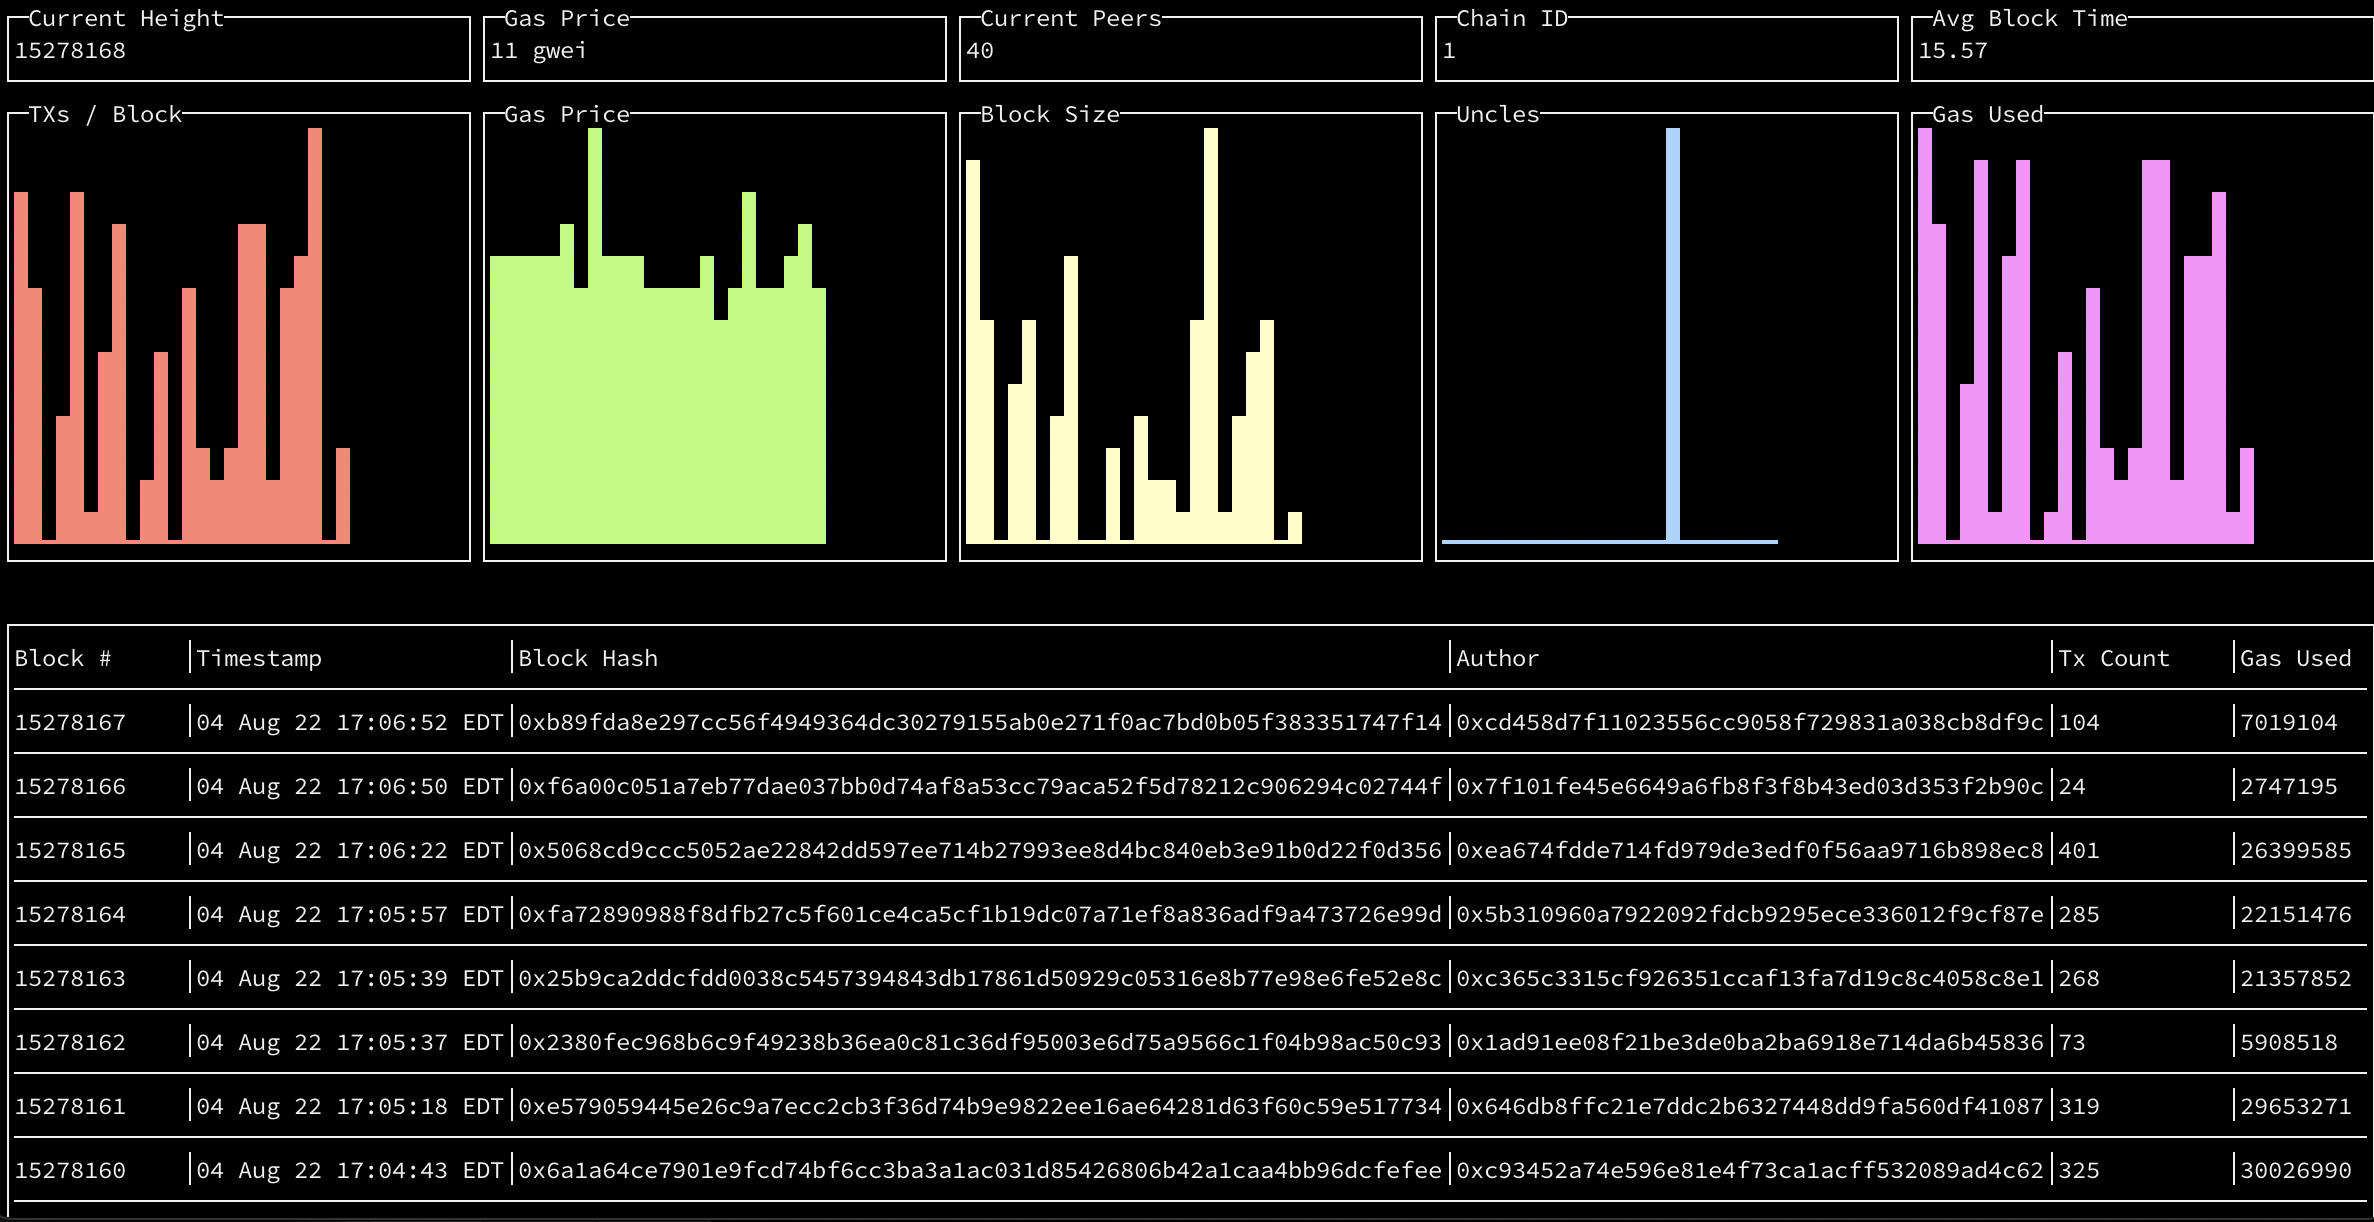 Current Height Gas Price Current Peers Chain ID Avg Block Time
15278168 11 gwei 40 1 15.57
TXs / Block Gas Price Block Size Uncles Gas Used
Block # Timestamp Block Hash Author Tx Count Gas Used
15278167 04 Aug 22 17:06:52 EDT 0xb89fda8e297cc56f4949364dc30279155ab0e271f0ac7bd0b05f383351747f14 0xcd458d7f11023556cc9058f729831a038cb8df9c 104 7019104
15278166 04 Aug 22 17:06:50 EDT 0xf6a00c051a7eb77dae037bb0d74af8a53cc79aca52f5d78212c906294c02744f 0x7f101fe45e6649a6fb8f3f8b43ed03d353f2b90c 24 2747195
15278165 04 Aug 22 17:06:22 EDT 0x5068cd9ccc5052ae22842dd597ee714b27993ee8d4bc840eb3e91b0d22f0d356 0xea674fdde714fd979de3edf0f56aa9716b898ec8 401 26399585
15278164 04 Aug 22 17:05:57 EDT 0xfa72890988f8dfb27c5f601ce4ca5cf1b19dc07a71ef8a836adf9a473726e99d 0x5b310960a7922092fdcb9295ece336012f9cf87e 285 22151476
15278163 04 Aug 22 17:05:39 EDT 0x25b9ca2ddcfdd0038c5457394843db17861d50929c05316e8b77e98e6fe52e8c 0xc365c3315cf926351ccaf13fa7d19c8c4058c8e1 268 21357852
15278162 04 Aug 22 17:05:37 EDT 0x2380fec968b6c9f49238b36ea0c81c36df95003e6d75a9566c1f04b98ac50c93 0x1ad91ee08f21be3de0ba2ba6918e714da6b45836 73 5908518
15278161 04 Aug 22 17:05:18 EDT 0xe579059445e26c9a7ecc2cb3f36d74b9e9822ee16ae64281d63f60c59e517734 0x646db8ffc21e7ddc2b6327448dd9fa560df41087 319 29653271
15278160 04 Aug 22 17:04:43 EDT 0x6a1a64ce7901e9fcd74bf6cc3ba3a1ac031d85426806b42a1caa4bb96dcfefee 0xc93452a74e596e81e4f73ca1acff532089ad4c62 325 30026990